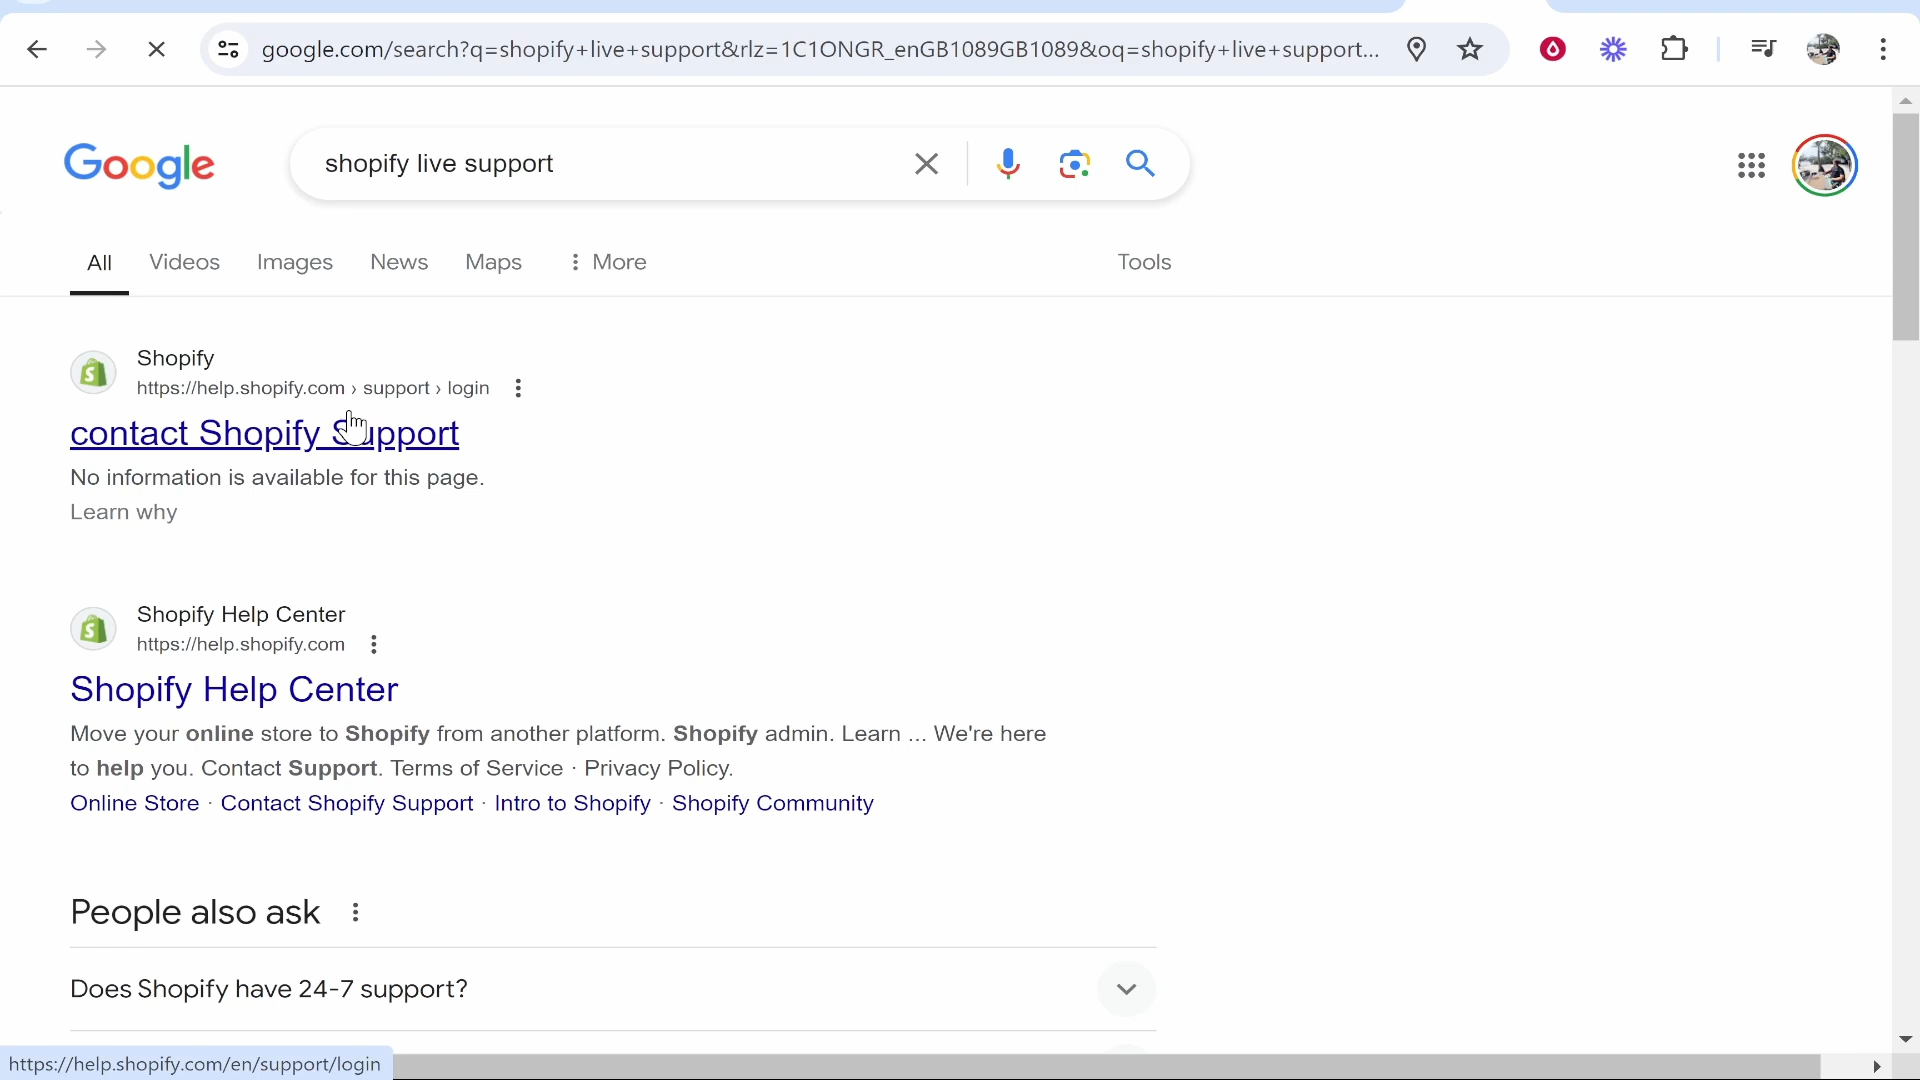 google.com/search?q=shopify+live+support&rlz=1C1ONGR_enGB1089GB1089&oq=shopify+live+support...
Google
shopify live support
All Videos Images News Maps More Tools
Shopify
https://help.shopify.com › support › login
contact Shopify Support
No information is available for this page.
Learn why
Shopify Help Center
https://help.shopify.com
Shopify Help Center
Move your online store to Shopify from another platform. Shopify admin. Learn ... We're here
to help you. Contact Support. Terms of Service · Privacy Policy.
Online Store · Contact Shopify Support · Intro to Shopify · Shopify Community
People also ask
Does Shopify have 24-7 support?
https://help.shopify.com/en/support/login